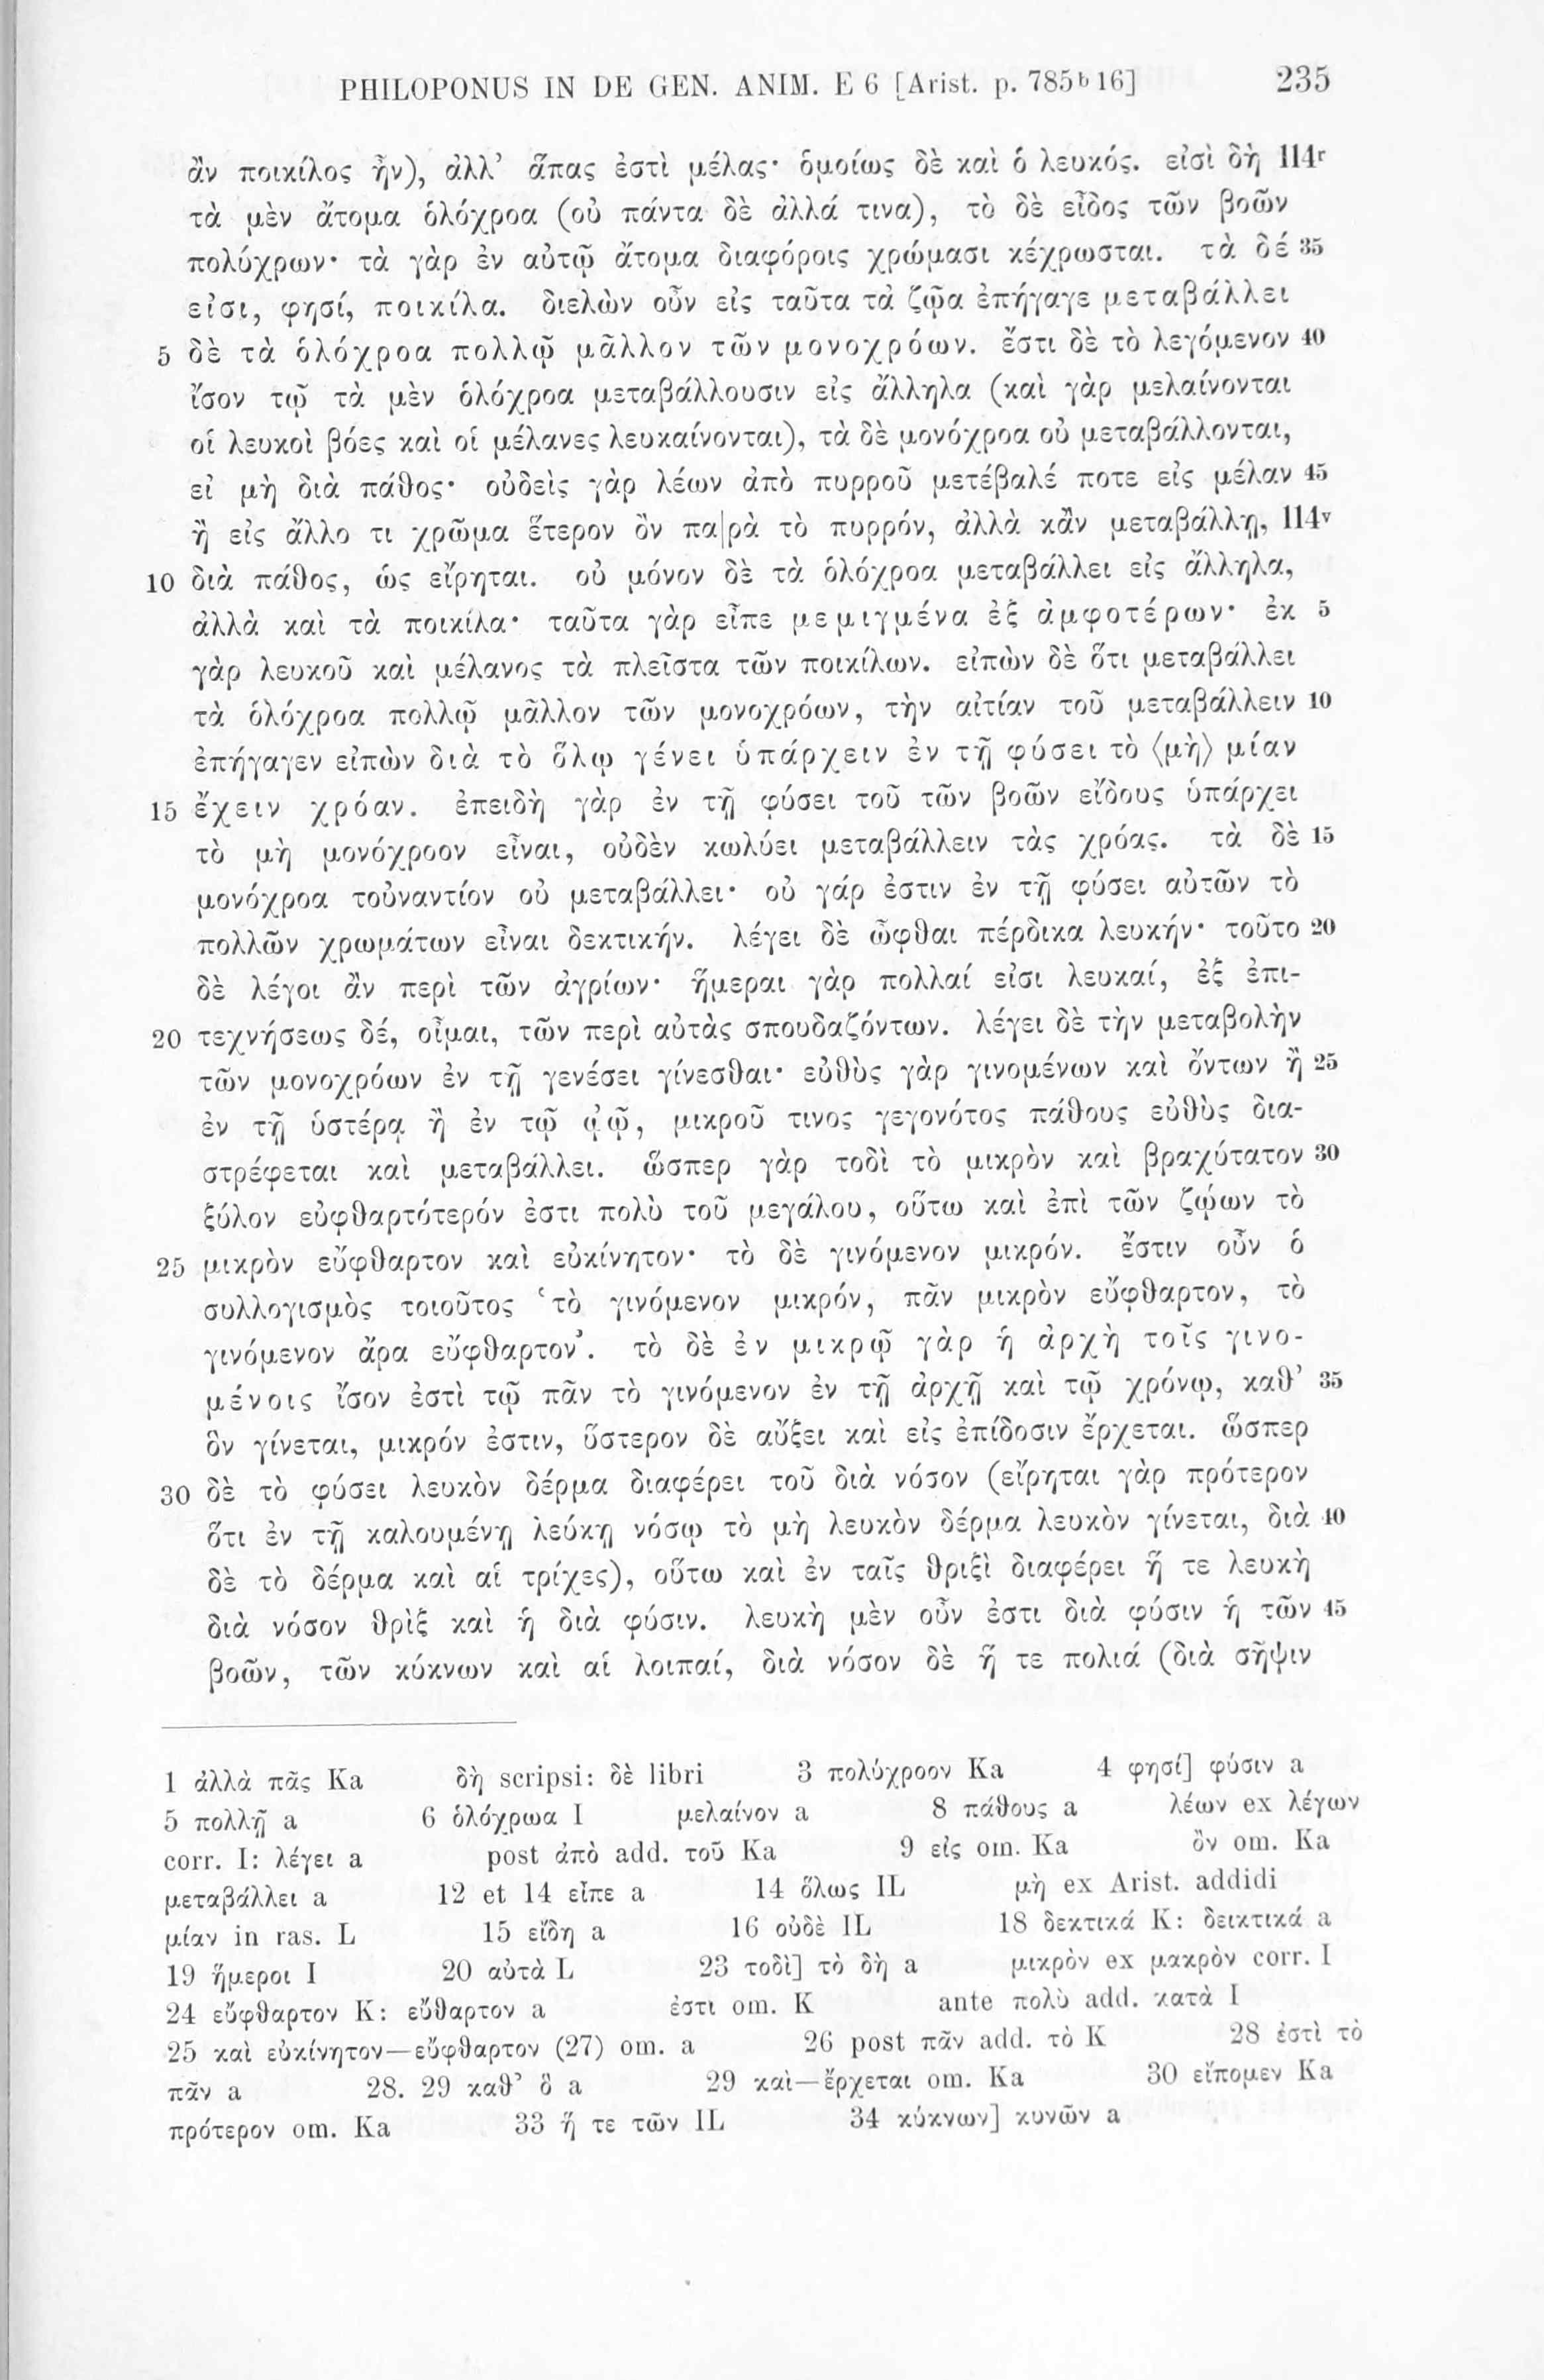 PHILOPONUS IN DE GEN. ANIM. E 6 [Arist. p. 785ᵇ16] 235
ἂν ποικίλος ἦν), ἀλλ’ ἅπας ἐστὶ μέλας· ὁμοίως δὲ καὶ ὁ λευκός. εἰσὶ δὴ 114ʳ
τὰ μὲν ἄτομα ὁλόχροα (οὐ πάντα δὲ ἀλλά τινα), τὸ δὲ εἶδος τῶν βοῶν
πολύχρων· τὰ γὰρ ἐν αὐτῷ ἄτομα διαφόροις χρώμασι κέχρωσται. τὰ δέ 35
εἰσι, φησί, ποικίλα. διελὼν οὖν εἰς ταῦτα τὰ ζῷα ἐπήγαγε μεταβάλλει
5 δὲ τὰ ὁλόχροα πολλῷ μᾶλλον τῶν μονοχρόων. ἔστι δὲ τὸ λεγόμενον 40
ἴσον τῷ τὰ μὲν ὁλόχροα μεταβάλλουσιν εἰς ἄλληλα (καὶ γὰρ μελαίνονται
οἱ λευκοὶ βόες καὶ οἱ μέλανες λευκαίνονται), τὰ δὲ μονόχροα οὐ μεταβάλλονται,
εἰ μὴ διὰ πάθος· οὐδεὶς γὰρ λέων ἀπὸ πυρροῦ μετέβαλέ ποτε εἰς μέλαν 45
ἢ εἰς ἄλλο τι χρῶμα ἕτερον ὂν πα|ρὰ τὸ πυρρόν, ἀλλὰ κἂν μεταβάλλῃ, 114ᵛ
10 διὰ πάθος, ὡς εἴρηται. οὐ μόνον δὲ τὰ ὁλόχροα μεταβάλλει εἰς ἄλληλα,
ἀλλὰ καὶ τὰ ποικίλα· ταῦτα γὰρ εἶπε μεμιγμένα ἐξ ἀμφοτέρων· ἐκ 5
γὰρ λευκοῦ καὶ μέλανος τὰ πλεῖστα τῶν ποικίλων. εἰπὼν δὲ ὅτι μεταβάλλει
τὰ ὁλόχροα πολλῷ μᾶλλον τῶν μονοχρόων, τὴν αἰτίαν τοῦ μεταβάλλειν 10
ἐπήγαγεν εἰπὼν διὰ τὸ ὅλῳ γένει ὑπάρχειν ἐν τῇ φύσει τὸ ⟨μὴ⟩ μίαν
15 ἔχειν χρόαν. ἐπειδὴ γὰρ ἐν τῇ φύσει τοῦ τῶν βοῶν εἴδους ὑπάρχει
τὸ μὴ μονόχροον εἶναι, οὐδὲν κωλύει μεταβάλλειν τὰς χρόας. τὰ δὲ 15
μονόχροα τοὐναντίον οὐ μεταβάλλει· οὐ γάρ ἐστιν ἐν τῇ φύσει αὐτῶν τὸ
πολλῶν χρωμάτων εἶναι δεκτικήν. λέγει δὲ ὦφθαι πέρδικα λευκήν· τοῦτο 20
δὲ λέγοι ἂν περὶ τῶν ἀγρίων· ἥμεραι γὰρ πολλαί εἰσι λευκαί, ἐξ ἐπι-
20 τεχνήσεως δέ, οἶμαι, τῶν περὶ αὐτὰς σπουδαζόντων. λέγει δὲ τὴν μεταβολὴν
τῶν μονοχρόων ἐν τῇ γενέσει γίνεσθαι· εὐθὺς γὰρ γινομένων καὶ ὄντων ἢ 25
ἐν τῇ ὑστέρᾳ ἢ ἐν τῷ ᾠῷ, μικροῦ τινος γεγονότος πάθους εὐθὺς δια-
στρέφεται καὶ μεταβάλλει. ὥσπερ γὰρ τοδὶ τὸ μικρὸν καὶ βραχύτατον 30
ξύλον εὐφθαρτότερόν ἐστι πολὺ τοῦ μεγάλου, οὕτω καὶ ἐπὶ τῶν ζῴων τὸ
25 μικρὸν εὔφθαρτον καὶ εὐκίνητον· τὸ δὲ γινόμενον μικρόν. ἔστιν οὖν ὁ
συλλογισμὸς τοιοῦτος ‘τὸ γινόμενον μικρόν, πᾶν μικρὸν εὔφθαρτον, τὸ
γινόμενον ἄρα εὔφθαρτον’. τὸ δὲ ἐν μικρῷ γὰρ ἡ ἀρχὴ τοῖς γινο-
μένοις ἴσον ἐστὶ τῷ πᾶν τὸ γινόμενον ἐν τῇ ἀρχῇ καὶ τῷ χρόνῳ, καθ’ 35
ὃν γίνεται, μικρόν ἐστιν, ὕστερον δὲ αὔξει καὶ εἰς ἐπίδοσιν ἔρχεται. ὥσπερ
30 δὲ τὸ φύσει λευκὸν δέρμα διαφέρει τοῦ διὰ νόσον (εἴρηται γὰρ πρότερον
ὅτι ἐν τῇ καλουμένῃ λεύκῃ νόσῳ τὸ μὴ λευκὸν δέρμα λευκὸν γίνεται, διὰ 40
δὲ τὸ δέρμα καὶ αἱ τρίχες), οὕτω καὶ ἐν ταῖς θριξὶ διαφέρει ἥ τε λευκὴ
διὰ νόσον θρὶξ καὶ ἡ διὰ φύσιν. λευκὴ μὲν οὖν ἐστι διὰ φύσιν ἡ τῶν 45
βοῶν, τῶν κύκνων καὶ αἱ λοιπαί, διὰ νόσον δὲ ἥ τε πολιά (διὰ σῆψιν
1 ἀλλὰ πᾶς Ka δὴ scripsi: δὲ libri 3 πολύχροον Ka 4 φησί] φύσιν a
5 πολλῇ a 6 ὁλόχρωα I μελαίνον a 8 πάθους a λέων ex λέγων
corr. I: λέγει a post ἀπὸ add. τοῦ Ka 9 εἰς om. Ka ὂν om. Ka
μεταβάλλει a 12 et 14 εἶπε a 14 ὅλως IL μὴ ex Arist. addidi
μίαν in ras. L 15 εἴδη a 16 οὐδὲ IL 18 δεκτικά K: δεικτικά a
19 ἥμεροι I 20 αὐτὰ L 23 τοδὶ] τὸ δὴ a μικρὸν ex μακρὸν corr. I
24 εὔφθαρτον K: εὔθαρτον a ἐστι om. K ante πολὺ add. κατὰ I
25 καὶ εὐκίνητον—εὔφθαρτον (27) om. a 26 post πᾶν add. τὸ K 28 ἐστὶ τὸ
πᾶν a 28. 29 καθ’ ὃ a 29 καὶ—ἔρχεται om. Ka 30 εἴπομεν Ka
πρότερον om. Ka 33 ἥ τε τῶν IL 34 κύκνων] κυνῶν a